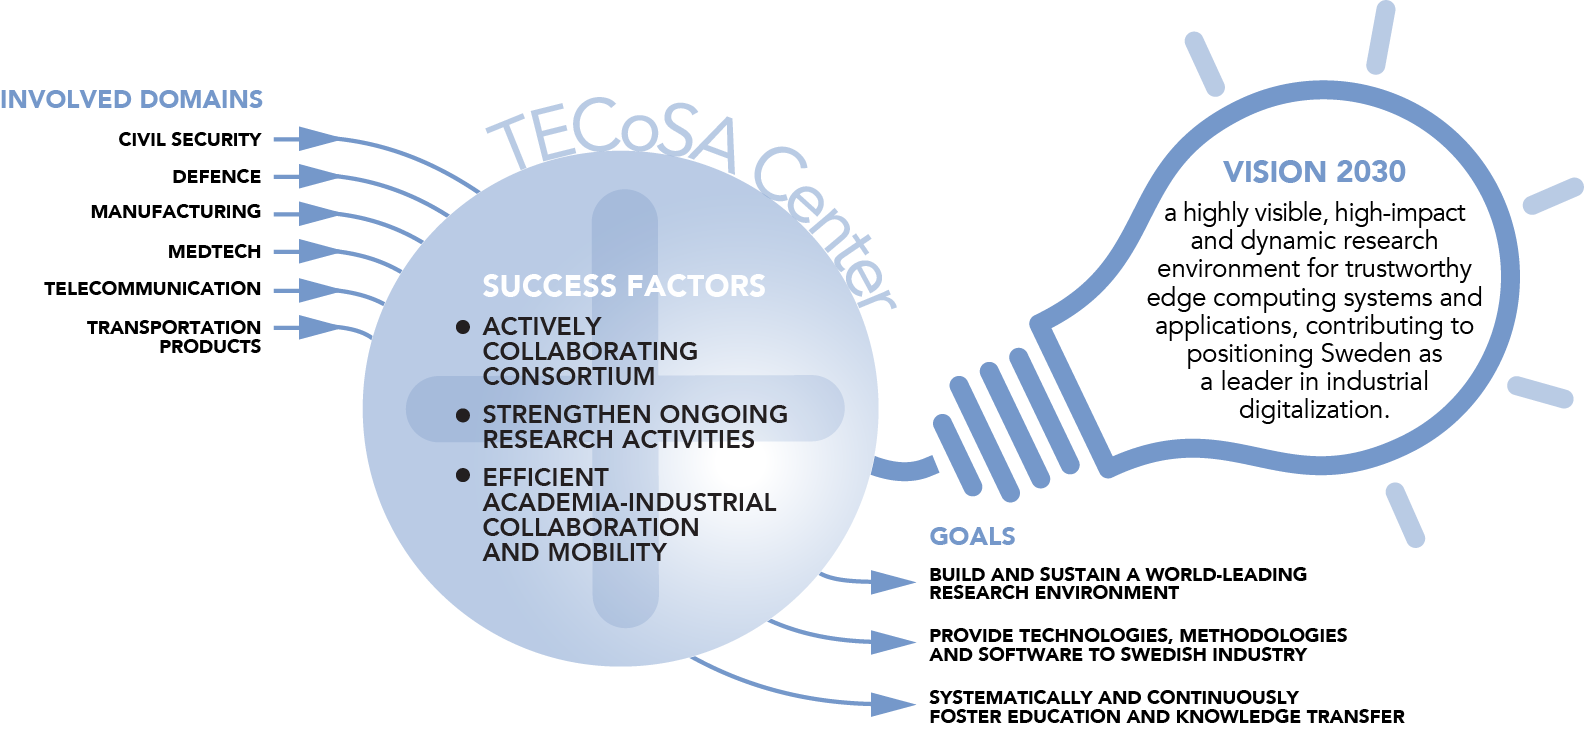 INVOLVED DOMAINS
CIVIL SECURITY
DEFENCE
MANUFACTURING
MEDTECH
TELECOMMUNICATION
TRANSPORTATION
PRODUCTS
TECoSA Center
SUCCESS FACTORS
● ACTIVELY
COLLABORATING
CONSORTIUM
● STRENGTHEN ONGOING
RESEARCH ACTIVITIES
● EFFICIENT
ACADEMIA-INDUSTRIAL
COLLABORATION
AND MOBILITY
VISION 2030
a highly visible, high-impact
and dynamic research
environment for trustworthy
edge computing systems and
applications, contributing to
positioning Sweden as
a leader in industrial
digitalization.
GOALS
BUILD AND SUSTAIN A WORLD-LEADING
RESEARCH ENVIRONMENT
PROVIDE TECHNOLOGIES, METHODOLOGIES
AND SOFTWARE TO SWEDISH INDUSTRY
SYSTEMATICALLY AND CONTINUOUSLY
FOSTER EDUCATION AND KNOWLEDGE TRANSFER